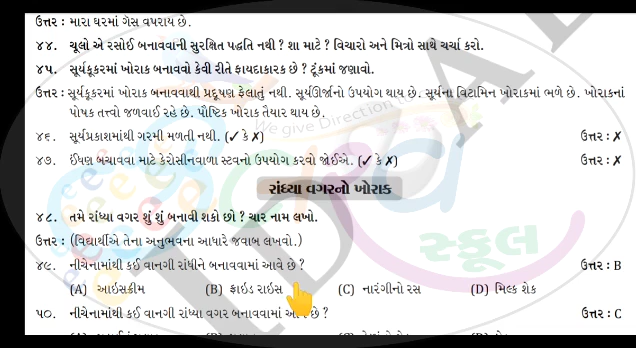 ઉત્તર : મારા ઘરમાં ગેસ વપરાય છે.
૪૪. ચૂલો એ રસોઈ બનાવવાની સુરક્ષિત પદ્ધતિ નથી ? શા માટે ? વિચારો અને મિત્રો સાથે ચર્ચા કરો.
૪૫. સૂર્યકૂકરમાં ખોરાક બનાવવો કેવી રીતે ફાયદાકારક છે ? ટૂંકમાં જણાવો.
ઉત્તર : સૂર્યકૂકરમાં ખોરાક બનાવવાથી પ્રદૂષણ ફેલાતું નથી. સૂર્યઊર્જાનો ઉપયોગ થાય છે. સૂર્યના વિટામિન ખોરાકમાં ભળે છે. ખોરાકનાં
પોષક તત્ત્વો જળવાઈ રહે છે. પૌષ્ટિક ખોરાક તૈયાર થાય છે.
We give Direction to
૪૬. સૂર્યપ્રકાશમાંથી ગરમી મળતી નથી. (✓ કે ✗) ઉત્તર : ✗
૪૭. ઈંધણ બચાવવા માટે કેરોસીનવાળા સ્ટવનો ઉપયોગ કરવો જોઈએ. (✓ કે ✗) ઉત્તર : ✗
રાંધ્યા વગરનો ખોરાક
૪૮. તમે રાંધ્યા વગર શું શું બનાવી શકો છો ? ચાર નામ લખો.
ઉત્તર : (વિદ્યાર્થીએ તેના અનુભવના આધારે જવાબ લખવો.)
સ્કૂલ
૪૯. નીચેનામાંથી કઈ વાનગી રાંધીને બનાવવામાં આવે છે ? ઉત્તર : B
(A) આઇસક્રીમ (B) ફ્રાઇડ રાઇસ (C) નારંગીનો રસ (D) મિલ્ક શેક
૫૦. નીચેનામાંથી કઈ વાનગી રાંધ્યા વગર બનાવવામાં છે ? ઉત્તર : C